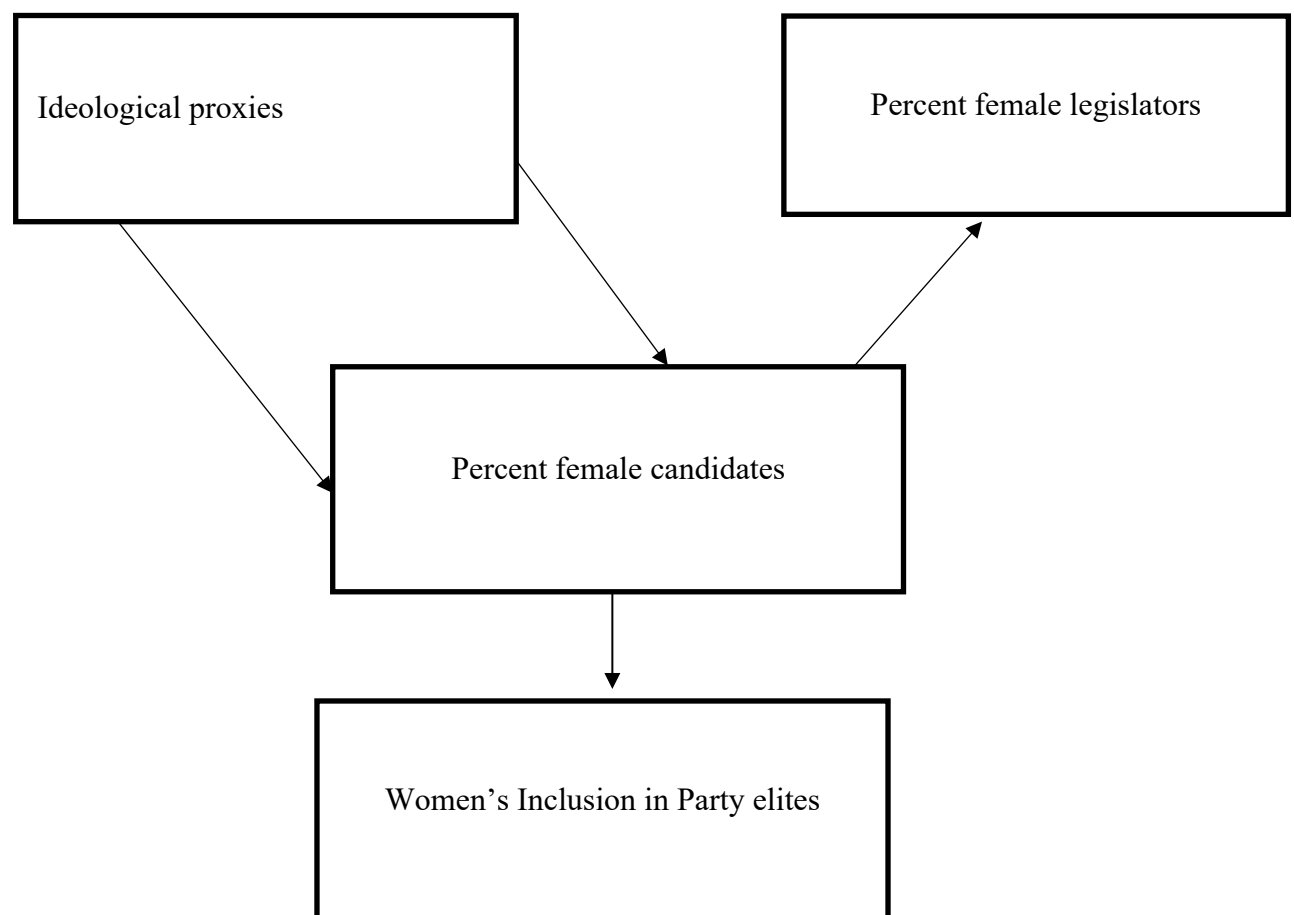 Ideological proxies
Percent female legislators
Percent female candidates
Women’s Inclusion in Party elites